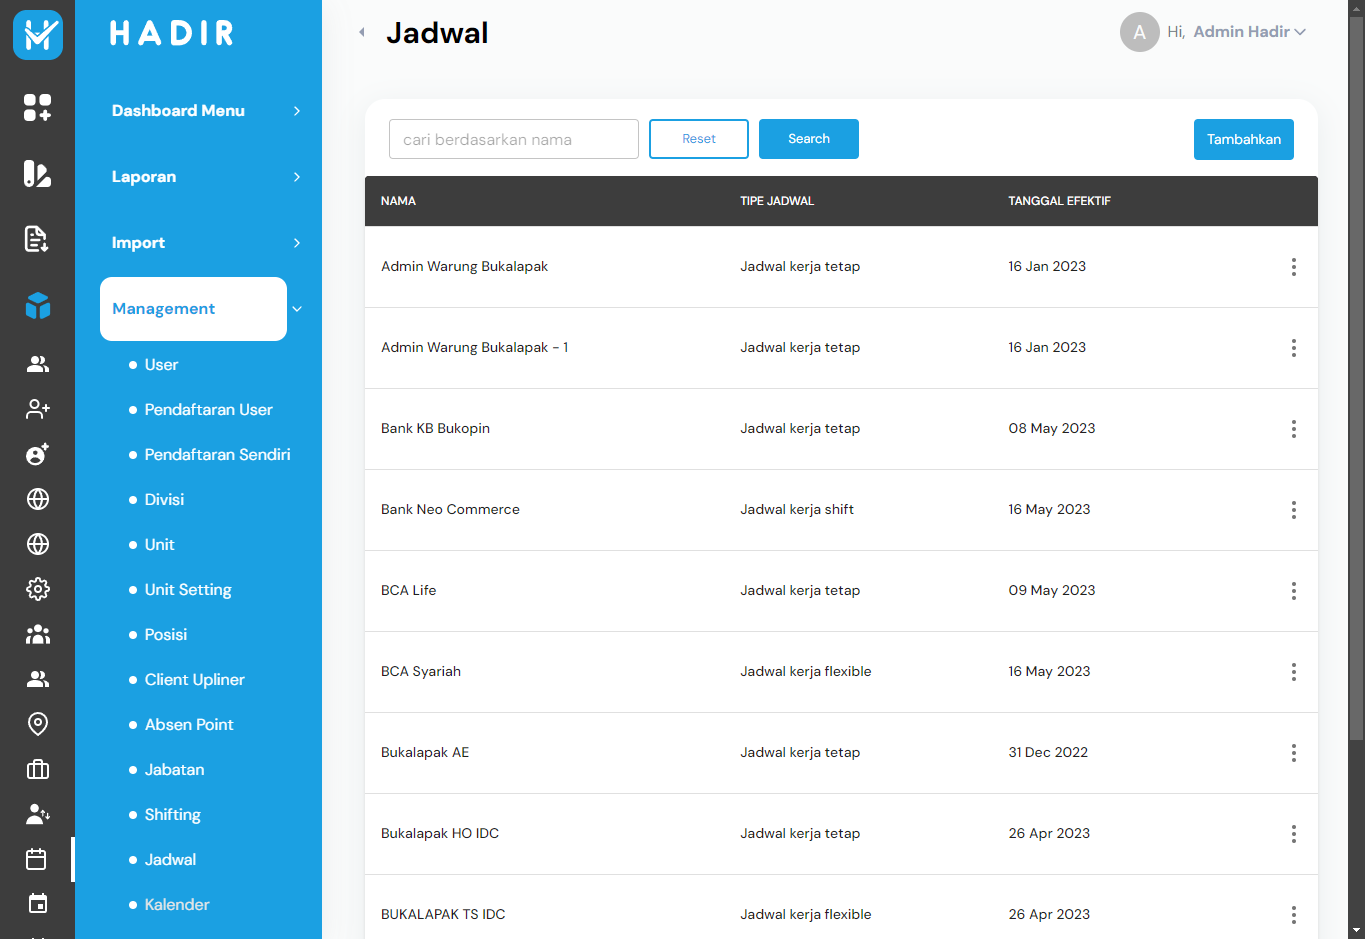 HADIR
Dashboard Menu
Laporan
Import
Management
User
Pendaftaran User
Pendaftaran Sendiri
Divisi
Unit
Unit Setting
Posisi
Client Upliner
Absen Point
Jabatan
Shifting
Jadwal
Kalender
Jadwal
A Hi, Admin Hadir
cari berdasarkan nama Reset Search Tambahkan
NAMA TIPE JADWAL TANGGAL EFEKTIF
Admin Warung Bukalapak Jadwal kerja tetap 16 Jan 2023
Admin Warung Bukalapak - 1 Jadwal kerja tetap 16 Jan 2023
Bank KB Bukopin Jadwal kerja tetap 08 May 2023
Bank Neo Commerce Jadwal kerja shift 16 May 2023
BCA Life Jadwal kerja tetap 09 May 2023
BCA Syariah Jadwal kerja flexible 16 May 2023
Bukalapak AE Jadwal kerja tetap 31 Dec 2022
Bukalapak HO IDC Jadwal kerja tetap 26 Apr 2023
BUKALAPAK TS IDC Jadwal kerja flexible 26 Apr 2023